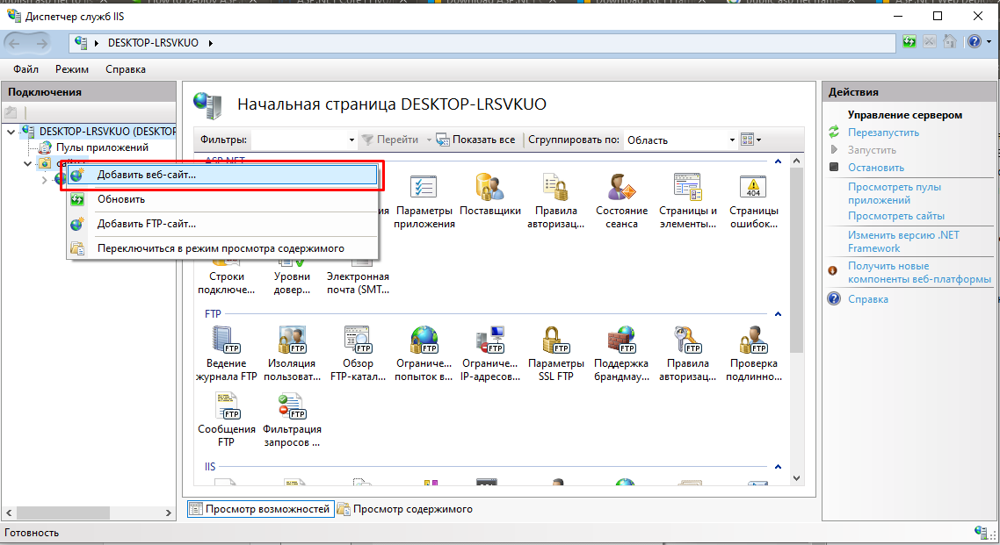 Диспетчер служб IIS
DESKTOP-LRSVKUO
Файл Режим Справка
Подключения
DESKTOP-LRSVKUO (DESKTOP
Пулы приложений
Добавить веб-сайт...
Обновить
Добавить FTP-сайт...
Переключиться в режим просмотра содержимого
Начальная страница DESKTOP-LRSVKUO
Фильтры: Перейти Показать все Сгруппировать по: Область
ASP.NET
Параметры приложения
Поставщики
Правила авторизац...
Состояние сеанса
Страницы и элементы...
Страницы ошибок...
404
Строки подключе...
Уровни довер...
Электронная почта (SMT...
FTP
Ведение журнала FTP
Изоляция пользоват...
Обзор FTP-катал...
Ограниче... попыток в...
Ограниче... IP-адресов...
Параметры SSL FTP
Поддержка брандмау...
Правила авторизац...
Проверка подлинно...
Сообщения FTP
Фильтрация запросов ...
IIS
Просмотр возможностей Просмотр содержимого
Действия
Управление сервером
Перезапустить
Запустить
Остановить
Просмотреть пулы
приложений
Просмотреть сайты
Изменить версию .NET
Framework
Получить новые
компоненты веб-платформы
Справка
Готовность